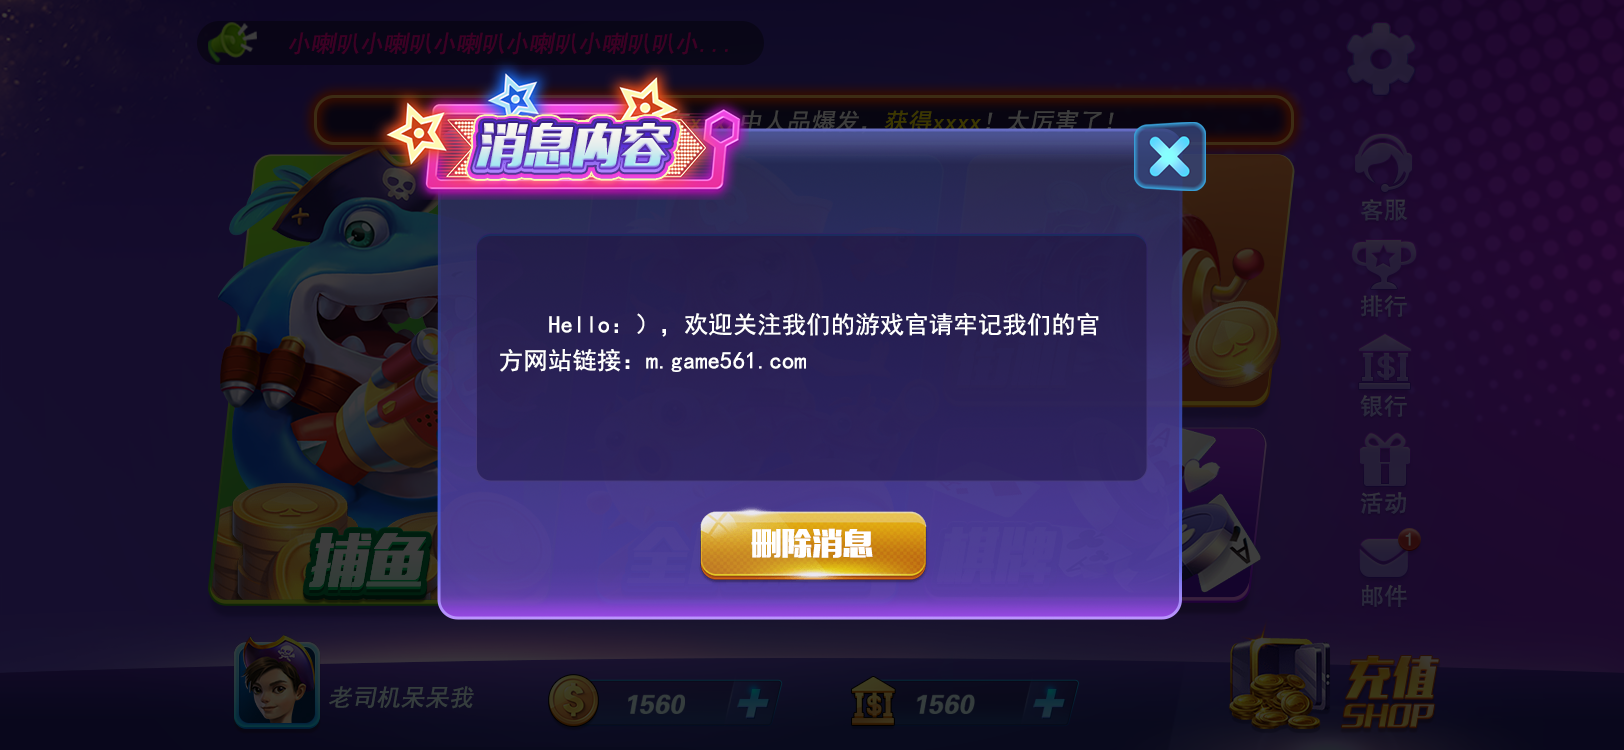 小喇叭小喇叭小喇叭小喇叭小喇叭叭小...
中人品爆发，获得xxxx！太厉害了！
消息内容
客服
排行
Hello：），欢迎关注我们的游戏官请牢记我们的官
方网站链接：m.game561.com
银行
活动
1
捕鱼
全
棋牌
删除消息
邮件
老司机呆呆我
1560
1560
充值
SHOP